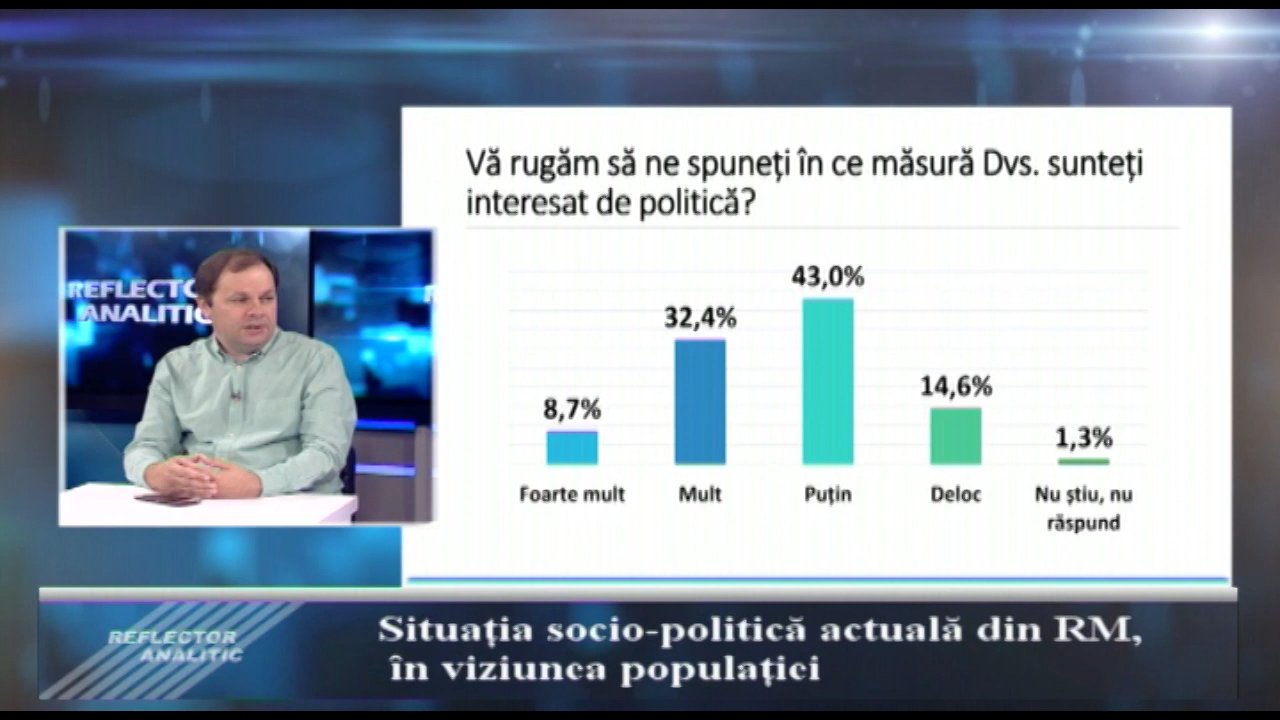 Vă rugăm să ne spuneți în ce măsură Dvs. sunteți
interesat de politică?
REFLECTO
ANALITIC
8,7%
32,4%
43,0%
14,6%
1,3%
Foarte mult
Mult
Puțin
Deloc
Nu știu, nu
răspund
REFLECTOR
ANALITIC
Situația socio-politică actuală din RM,
în viziunea populației